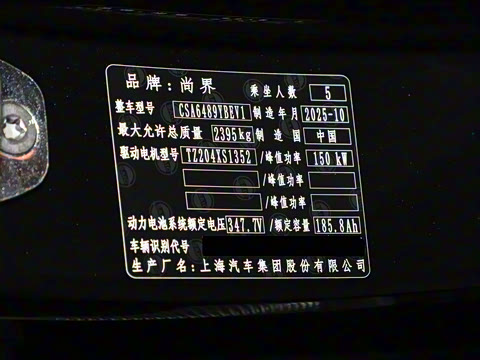 品牌：尚界 乘坐人数 5
整车型号 CSA6489YBEV1 制造年月 2025-10
最大允许总质量 2395kg 制造国 中国
驱动电机型号 TZ204XS1352 /峰值功率 150 kW
/峰值功率
/峰值功率
动力电池系统额定电压 347.7V /额定容量 185.8Ah
车辆识别代号
生产厂名：上海汽车集团股份有限公司